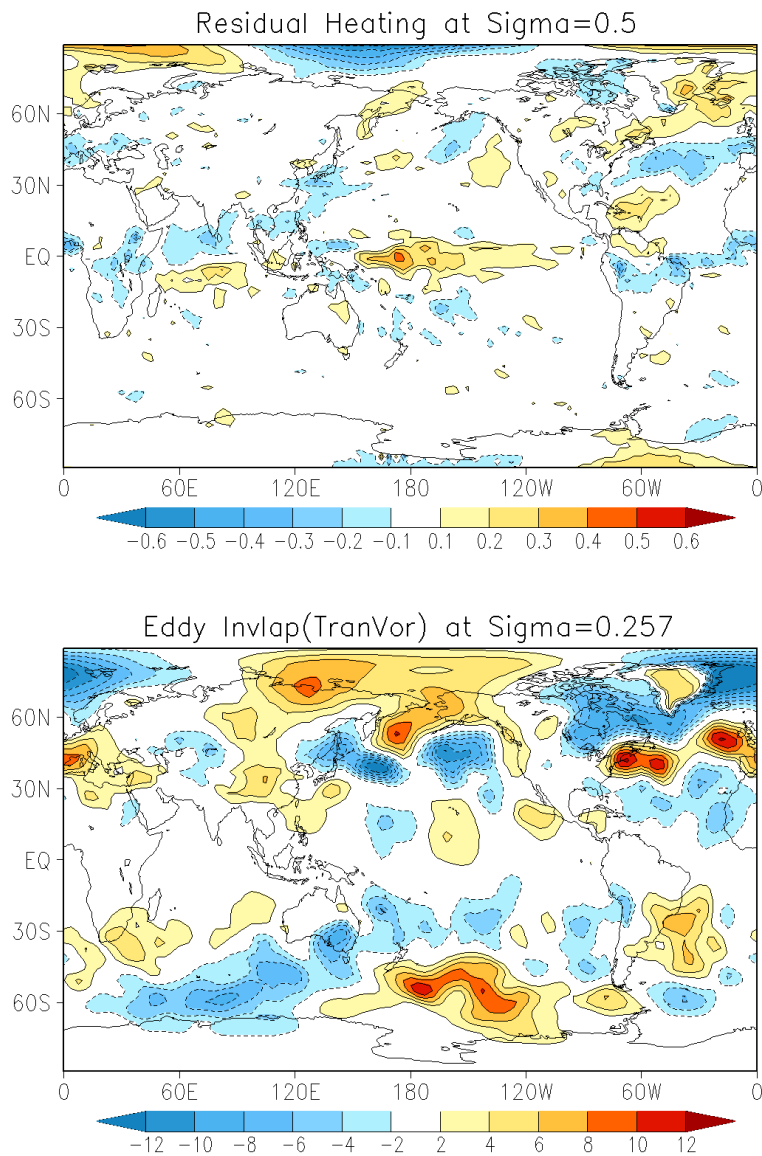 Residual Heating at Sigma=0.5
60N
30N
EQ
30S
60S
0 60E 120E 180 120W 60W 0
-0.6 -0.5 -0.4 -0.3 -0.2 -0.1 0.1 0.2 0.3 0.4 0.5 0.6
Eddy Invlap(TranVor) at Sigma=0.257
60N
30N
EQ
30S
60S
0 60E 120E 180 120W 60W 0
-12 -10 -8 -6 -4 -2 2 4 6 8 10 12